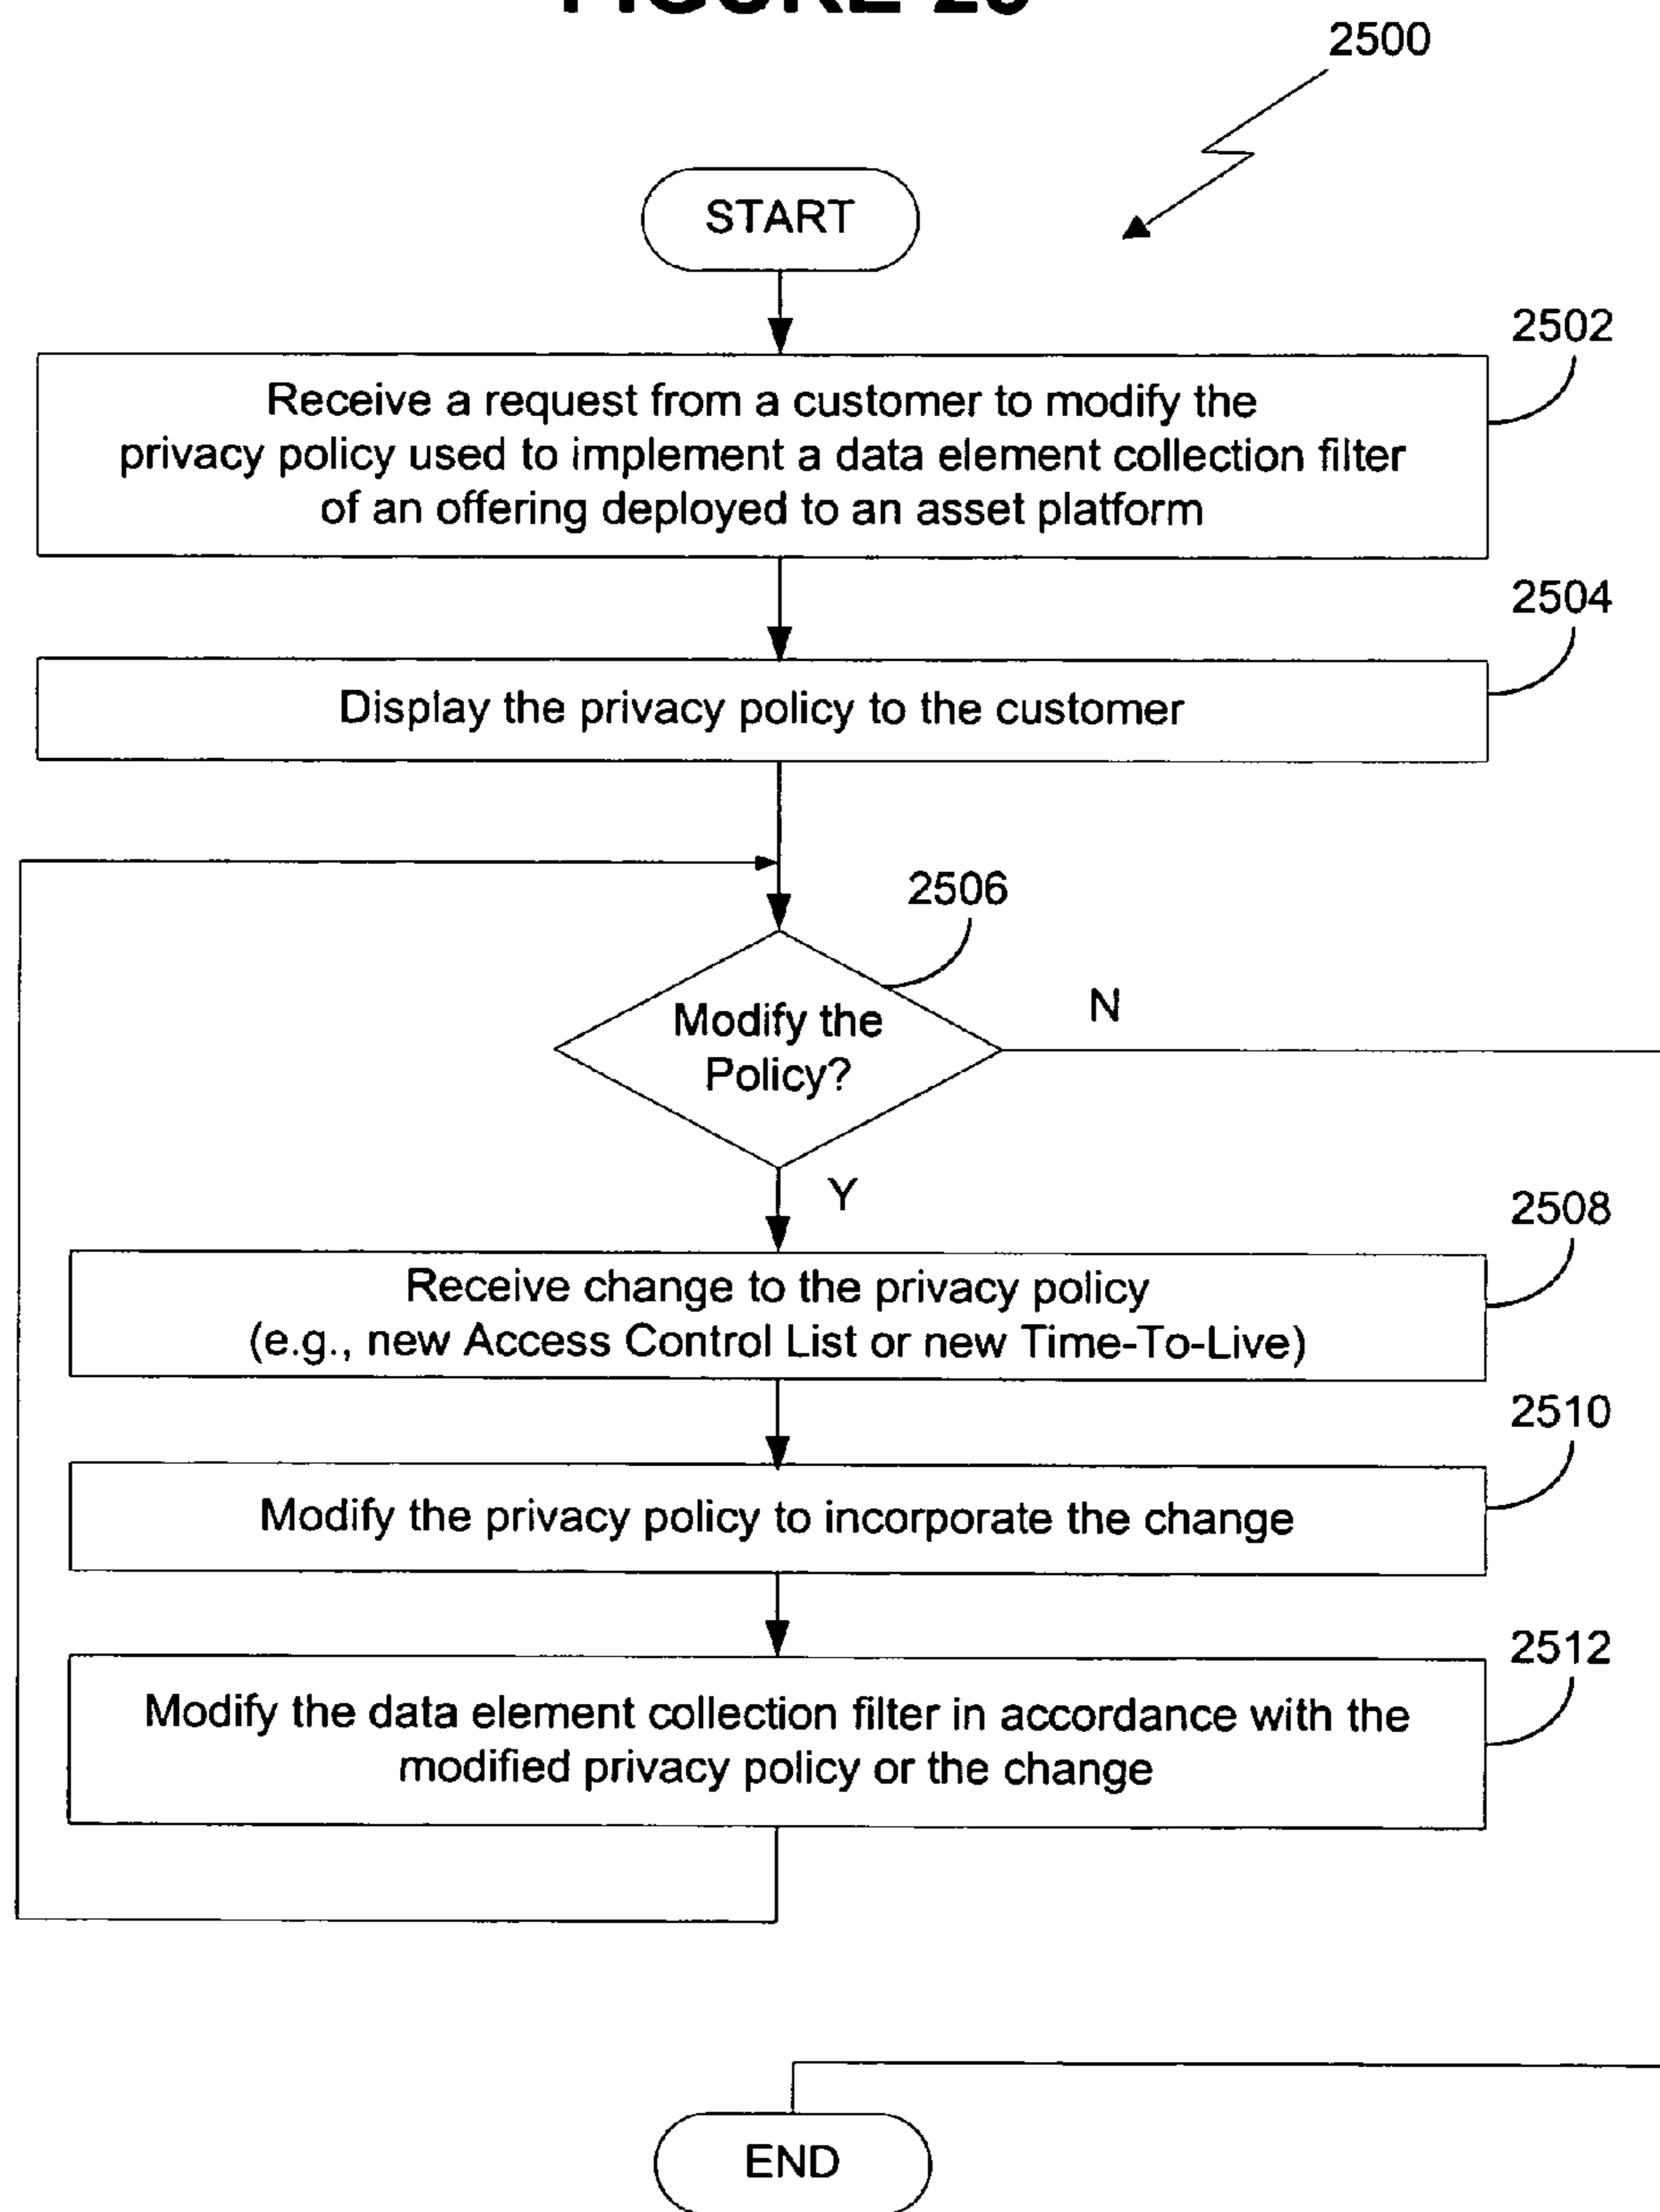 FIGURE 25
2500
START
2502
Receive a request from a customer to modify the
privacy policy used to implement a data element collection filter
of an offering deployed to an asset platform
2504
Display the privacy policy to the customer
2506
Modify the
Policy?
N
Y
2508
Receive change to the privacy policy
(e.g., new Access Control List or new Time-To-Live)
2510
Modify the privacy policy to incorporate the change
2512
Modify the data element collection filter in accordance with the
modified privacy policy or the change
END